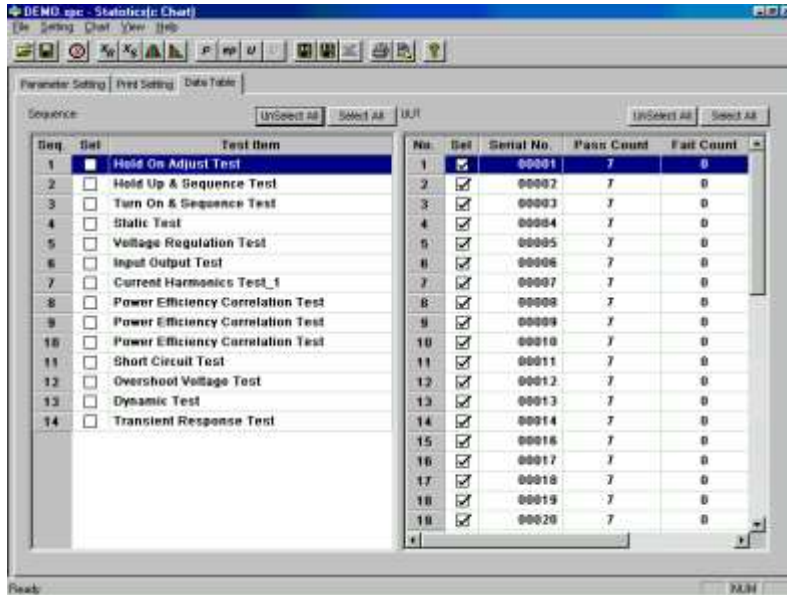 DEMO.spc - Statistics(c Chart)
File Setting Chart View Help
P np U
Parameter Setting Print Setting Data Table
Sequence UnSelect All Select All UUT UnSelect All Select All
Seq. Sel Test Item No. Sel Serial No. Pass Count Fail Count
1 Hold On Adjust Test 1 00001 7 0
2 Hold Up & Sequence Test 2 00002 7 0
3 Turn On & Sequence Test 3 00003 7 0
4 Static Test 4 00004 7 0
5 Voltage Regulation Test 5 00005 7 0
6 Input Output Test 6 00006 7 0
7 Current Harmonics Test_1 7 00007 7 0
8 Power Efficiency Correlation Test 8 00008 7 0
9 Power Efficiency Correlation Test 9 00009 7 0
10 Power Efficiency Correlation Test 10 00010 7 0
11 Short Circuit Test 11 00011 7 0
12 Overshoot Voltage Test 12 00012 7 0
13 Dynamic Test 13 00013 7 0
14 Transient Response Test 14 00014 7 0
15 00016 7 0
16 00017 7 0
17 00018 7 0
18 00019 7 0
19 00020 7 0
Ready NUM